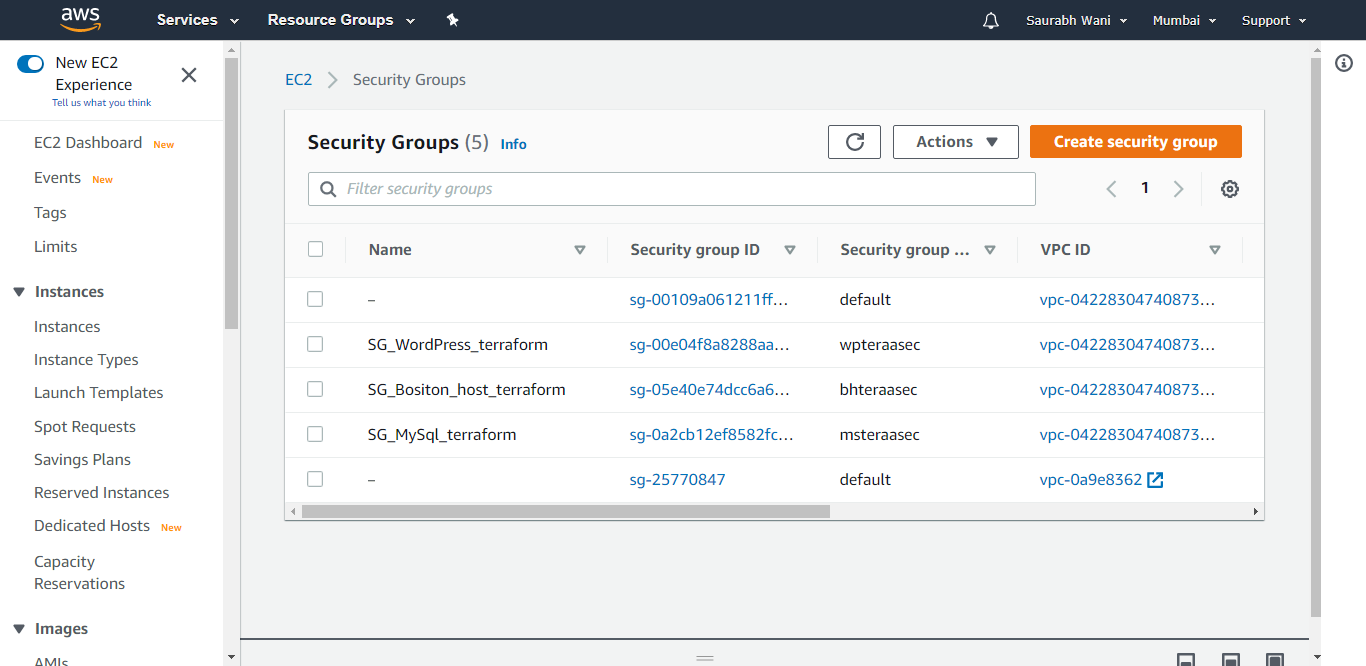 aws Services Resource Groups Saurabh Wani Mumbai Support
New EC2
Experience
Tell us what you think
EC2 Dashboard New
Events New
Tags
Limits
Instances
Instances
Instance Types
Launch Templates
Spot Requests
Savings Plans
Reserved Instances
Dedicated Hosts New
Capacity
Reservations
Images
AMIs
EC2 Security Groups
Security Groups (5) Info Actions Create security group
Filter security groups 1
Name Security group ID Security group ... VPC ID
– sg-00109a061211ff... default vpc-04228304740873...
SG_WordPress_terraform sg-00e04f8a8288aa... wpteraasec vpc-04228304740873...
SG_Bositon_host_terraform sg-05e40e74dcc6a6... bhteraasec vpc-04228304740873...
SG_MySql_terraform sg-0a2cb12ef8582fc... msteraasec vpc-04228304740873...
– sg-25770847 default vpc-0a9e8362